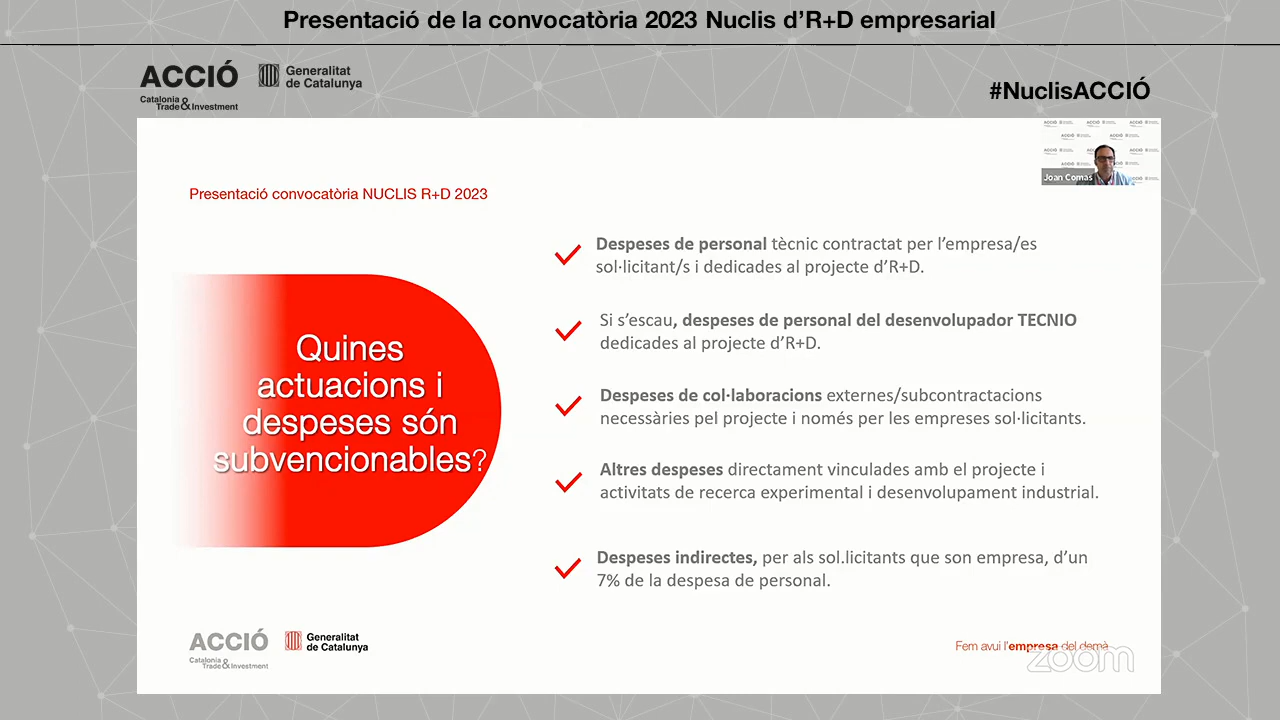 Presentació de la convocatòria 2023 Nuclis d’R+D empresarial
ACCIÓ
Catalonia
Trade & Investment
Generalitat
de Catalunya
#NuclisACCIÓ
Joan Comas
Presentació convocatòria NUCLIS R+D 2023
Quines
actuacions i
despeses són
subvencionables?
Despeses de personal tècnic contractat per l’empresa/es
sol·licitant/s i dedicades al projecte d’R+D.
Si s’escau, despeses de personal del desenvolupador TECNIO
dedicades al projecte d’R+D.
Despeses de col·laboracions externes/subcontractacions
necessàries pel projecte i només per les empreses sol·licitants.
Altres despeses directament vinculades amb el projecte i
activitats de recerca experimental i desenvolupament industrial.
Despeses indirectes, per als sol.licitants que son empresa, d’un
7% de la despesa de personal.
ACCIÓ
Catalonia
Trade & Investment
Generalitat
de Catalunya
Fem avui l'empresa del demà
zoom